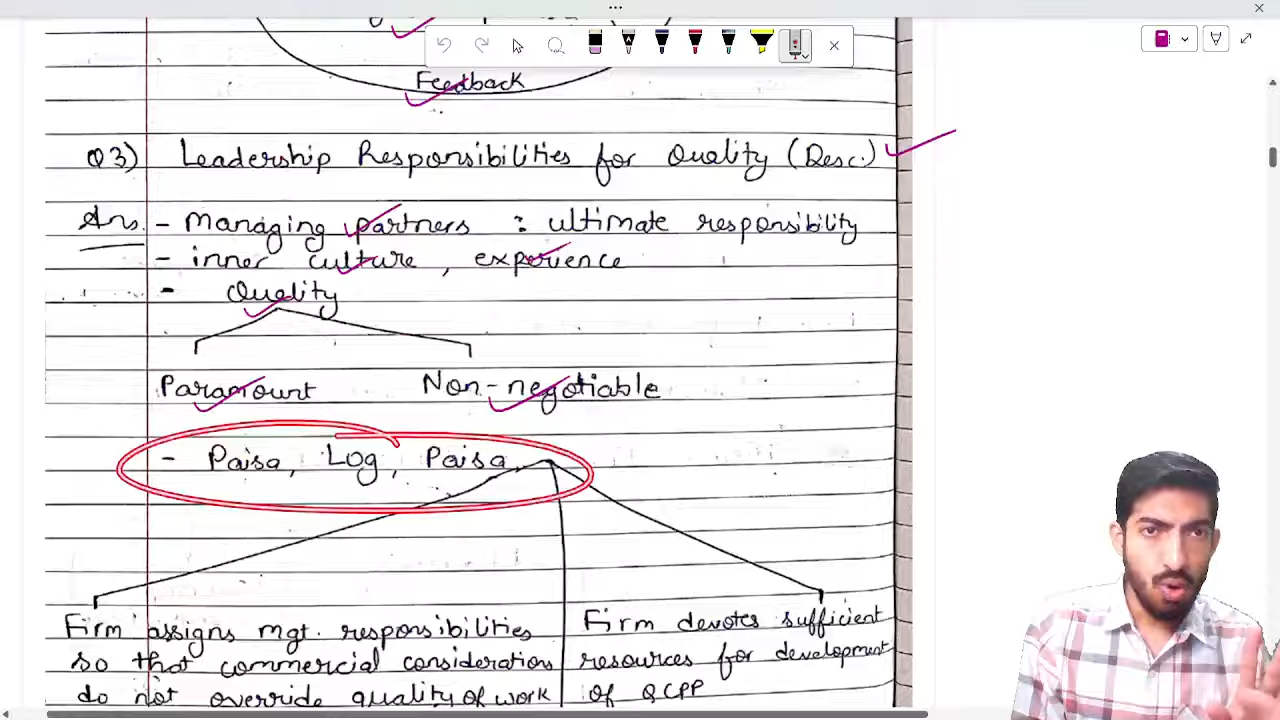 Feedback
Q3) Leadership Responsibilities for Quality (Desc.)
Ans. - Managing partners : ultimate responsibility
- inner culture, experience
- Quality
Paramount Non-negotiable
- Paisa, Log, Paisa
Firm assigns mgt. responsibilities
so that commercial consideration
do not override quality of work
Firm devotes sufficient
resources for development
of QCPP